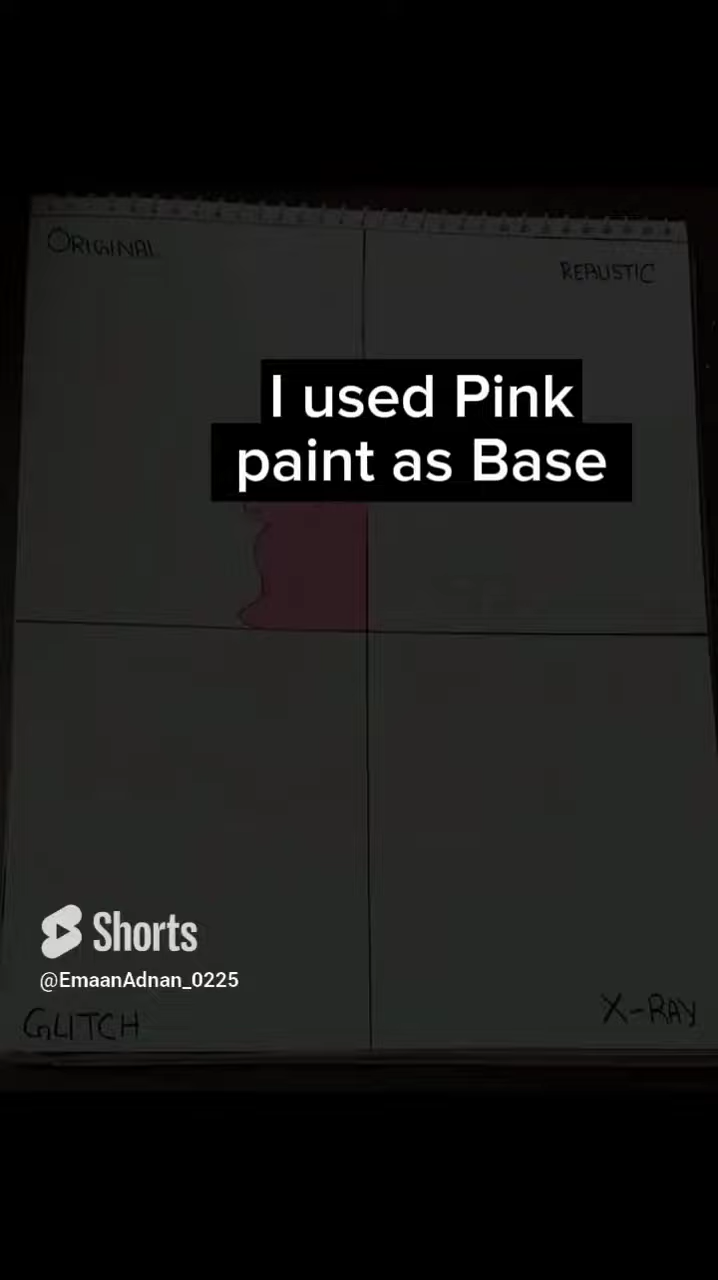 ORIGINAL
REALISTIC
I used Pink
paint as Base
Shorts
@EmaanAdnan_0225
GLITCH
X-RAY